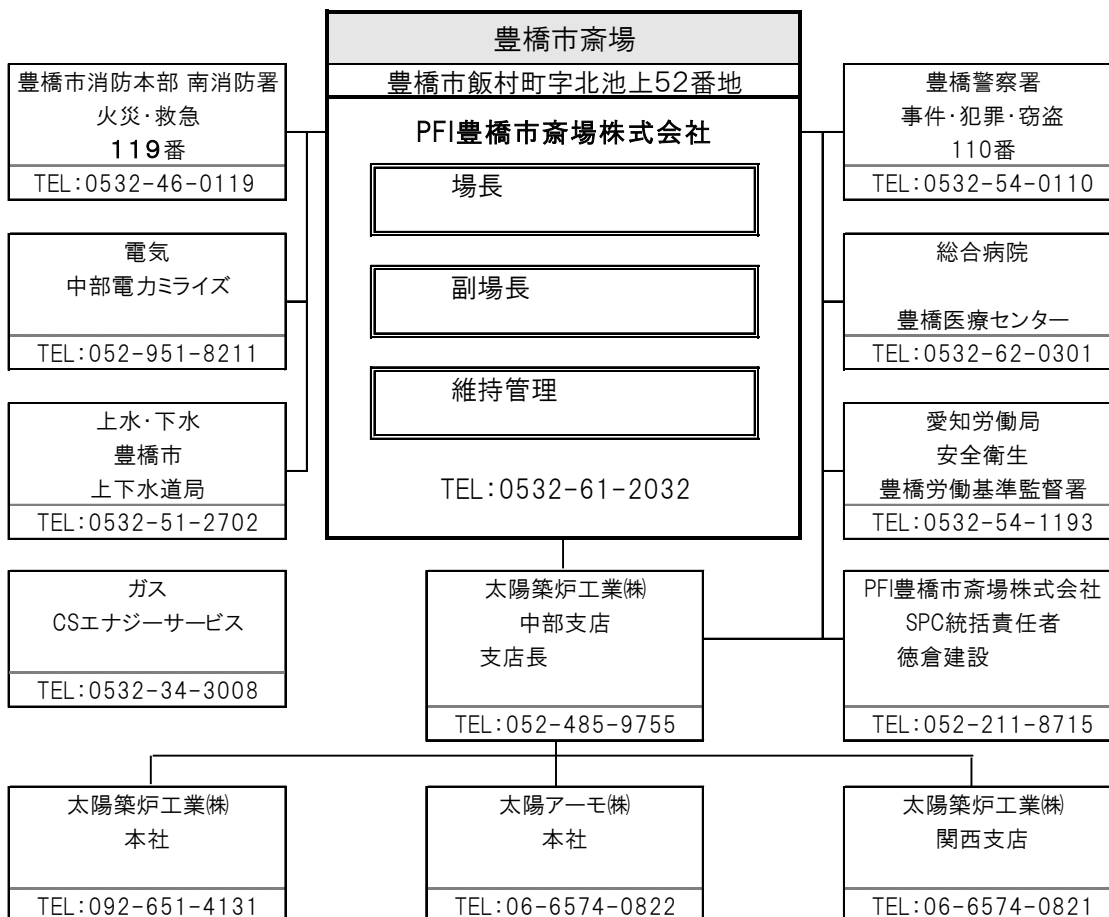 豊橋市斎場
豊橋市飯村町字北池上52番地
PFI豊橋市斎場株式会社
場長
副場長
維持管理
TEL:0532-61-2032
豊橋市消防本部 南消防署
火災・救急
119番
TEL:0532-46-0119
電気
中部電力ミライズ
TEL:052-951-8211
上水・下水
豊橋市
上下水道局
TEL:0532-51-2702
ガス
CSエナジーサービス
TEL:0532-34-3008
豊橋警察署
事件・犯罪・窃盗
110番
TEL:0532-54-0110
総合病院
豊橋医療センター
TEL:0532-62-0301
愛知労働局
安全衛生
豊橋労働基準監督署
TEL:0532-54-1193
太陽築炉工業㈱
中部支店
支店長
TEL:052-485-9755
PFI豊橋市斎場株式会社
SPC統括責任者
徳倉建設
TEL:052-211-8715
太陽築炉工業㈱
本社
TEL:092-651-4131
太陽アーモ㈱
本社
TEL:06-6574-0822
太陽築炉工業㈱
関西支店
TEL:06-6574-0821